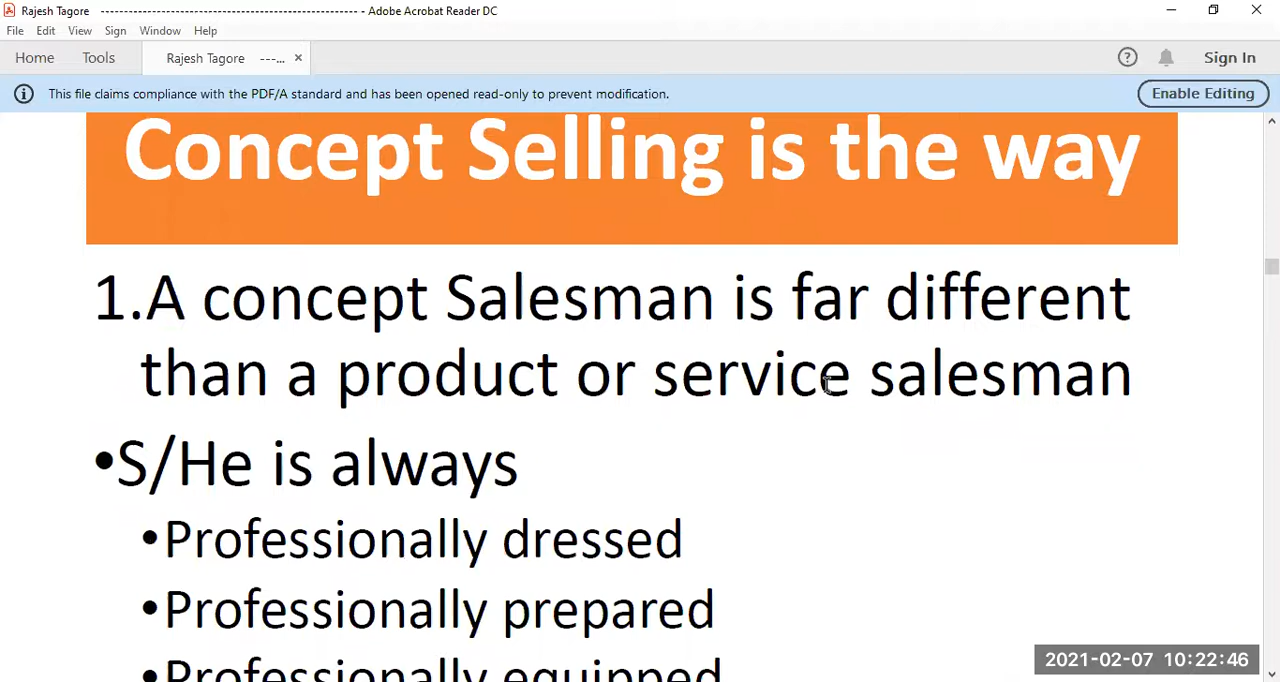 Rajesh Tagore ---------------------------------------------------- - Adobe Acrobat Reader DC
File Edit View Sign Window Help
Home Tools Rajesh Tagore ---... × ? Sign In
This file claims compliance with the PDF/A standard and has been opened read-only to prevent modification. Enable Editing
Concept Selling is the way
1.A concept Salesman is far different
than a product or service salesman
•S/He is always
•Professionally dressed
•Professionally prepared
•Professionally equipped
2021-02-07 10:22:46